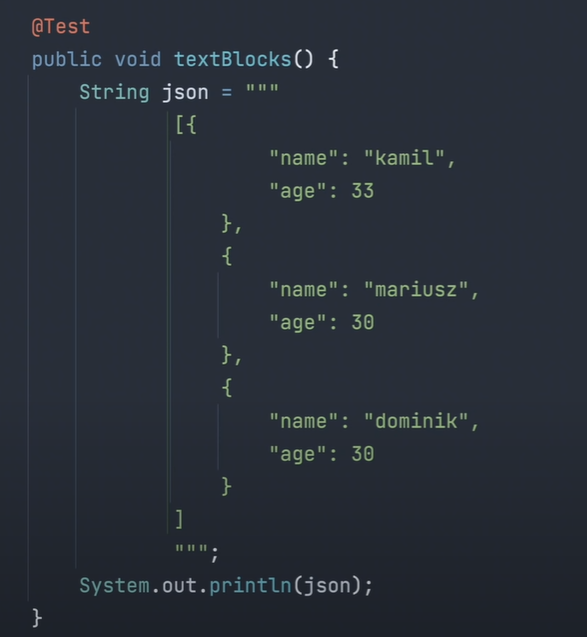 @Test
public void textBlocks() {
    String json = """
            [{
                    "name": "kamil",
                    "age": 33
                },
                {
                    "name": "mariusz",
                    "age": 30
                },
                {
                    "name": "dominik",
                    "age": 30
                }
            ]
            """;
    System.out.println(json);
}